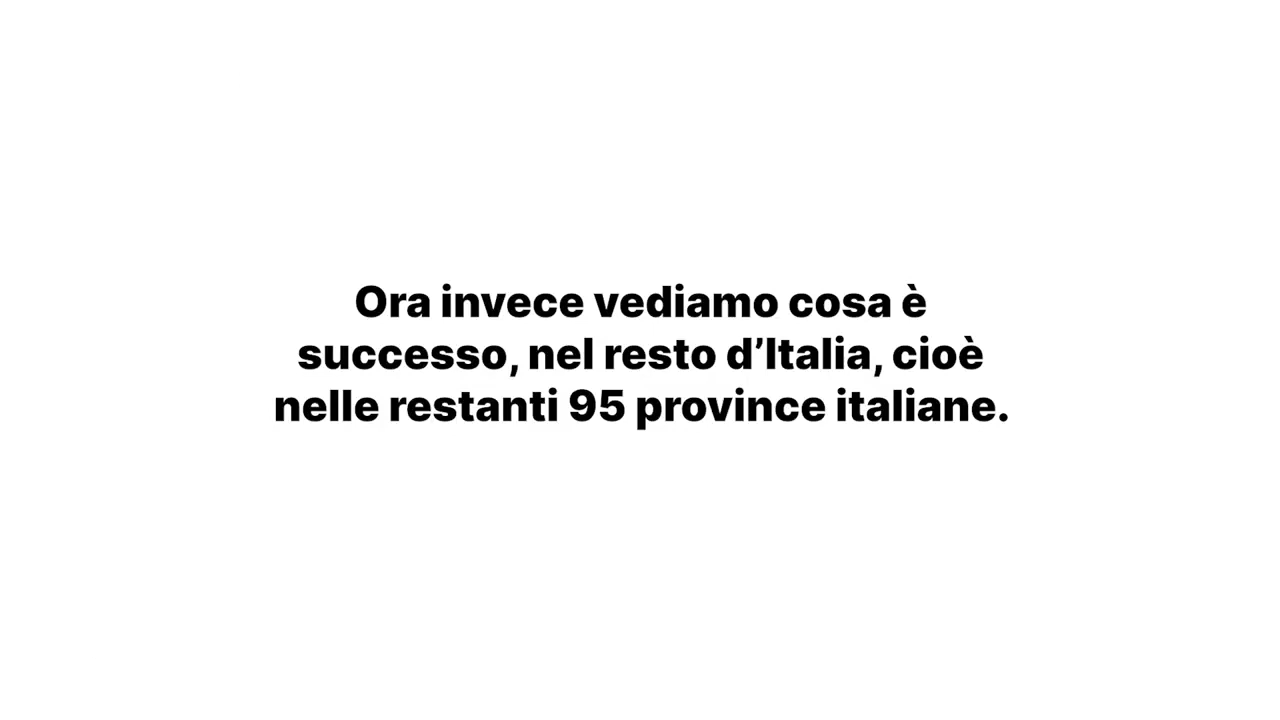 Ora invece vediamo cosa è
successo, nel resto d’Italia, cioè
nelle restanti 95 province italiane.